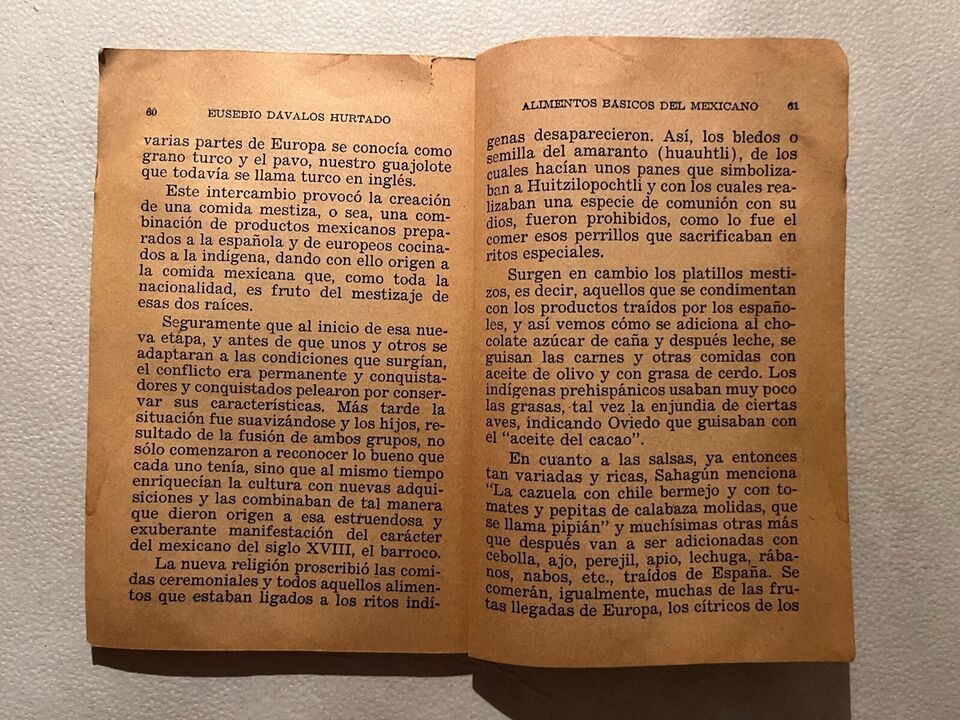 60 EUSEBIO DAVALOS HURTADO
varias partes de Europa se conocía como
grano turco y el pavo, nuestro guajolote
que todavía se llama turco en inglés.
Este intercambio provocó la creación
de una comida mestiza, o sea, una com-
binación de productos mexicanos prepa-
rados a la española y de europeos cocina-
dos a la indígena, dando con ello origen a
la comida mexicana que, como toda la
nacionalidad, es fruto del mestizaje de
esas dos raíces.
Seguramente que al inicio de esa nue-
va etapa, y antes de que unos y otros se
adaptaran a las condiciones que surgían,
el conflicto era permanente y conquista-
dores y conquistados pelearon por conser-
var sus características. Más tarde la
situación fue suavizándose y los hijos, re-
sultado de la fusión de ambos grupos, no
sólo comenzaron a reconocer lo bueno que
cada uno tenía, sino que al mismo tiempo
enriquecían la cultura con nuevas adqui-
siciones y las combinaban de tal manera
que dieron origen a esa estruendosa y
exuberante manifestación del carácter
del mexicano del siglo XVIII, el barroco.
La nueva religión proscribió las comi-
das ceremoniales y todos aquellos alimen-
tos que estaban ligados a los ritos indí-
ALIMENTOS BASICOS DEL MEXICANO 61
genas desaparecieron. Así, los bledos o
semilla del amaranto (huauhtli), de los
cuales hacían unos panes que simboliza-
ban a Huitzilopochtli y con los cuales rea-
lizaban una especie de comunión con su
dios, fueron prohibidos, como lo fue el
comer esos perrillos que sacrificaban en
ritos especiales.
Surgen en cambio los platillos mesti-
zos, es decir, aquellos que se condimentan
con los productos traídos por los españo-
les, y así vemos cómo se adiciona al cho-
colate azúcar de caña y después leche, se
guisan las carnes y otras comidas con
aceite de olivo y con grasa de cerdo. Los
indígenas prehispánicos usaban muy poco
las grasas, tal vez la enjundia de ciertas
aves, indicando Oviedo que guisaban con
el "aceite del cacao".
En cuanto a las salsas, ya entonces
tan variadas y ricas, Sahagún menciona
"La cazuela con chile bermejo y con to-
mates y pepitas de calabaza molidas, que
se llama pipián" y muchísimas otras más
que después van a ser adicionadas con
cebolla, ajo, perejil, apio, lechuga, rába-
nos, nabos, etc., traídos de España. Se
comerán, igualmente, muchas de las fru-
tas llegadas de Europa, los cítricos de los